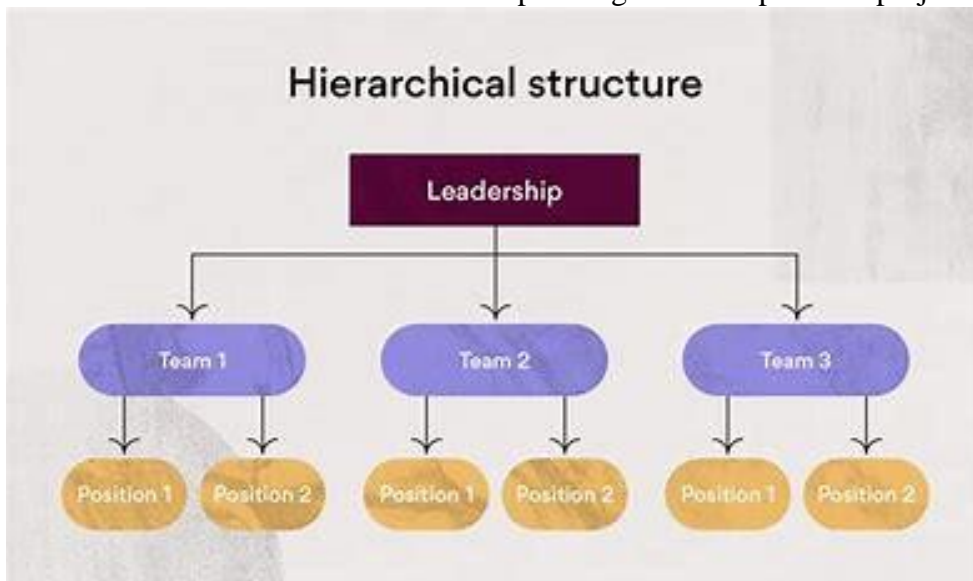 Hierarchical structure
Leadership
Team 1
Team 2
Team 3
Position 1
Position 2
Position 1
Position 2
Position 1
Position 2